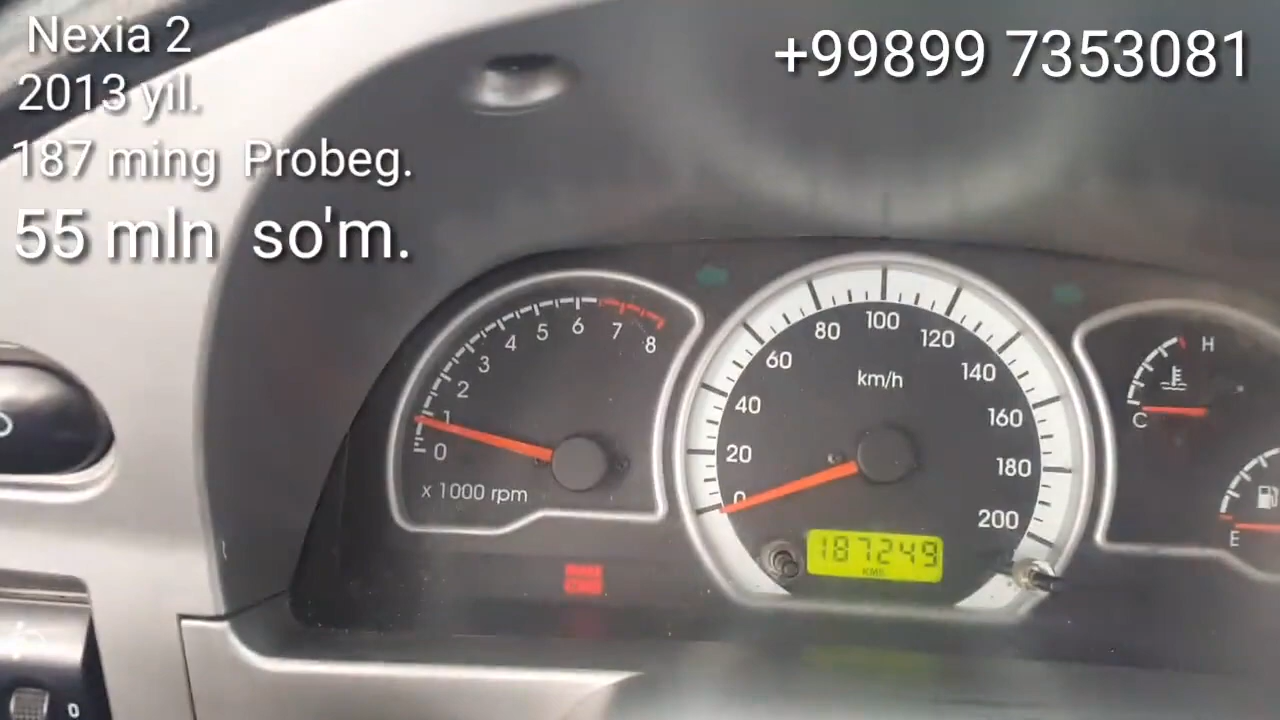 Nexia 2
2013 yil.
187 ming Probeg.
55 mln so'm.
+99899 7353081
0
1
2
3
4
5
6
7
8
x 1000 rpm
0
20
40
60
80
100
120
140
160
180
200
km/h
187249
KMS
H
C
E
0